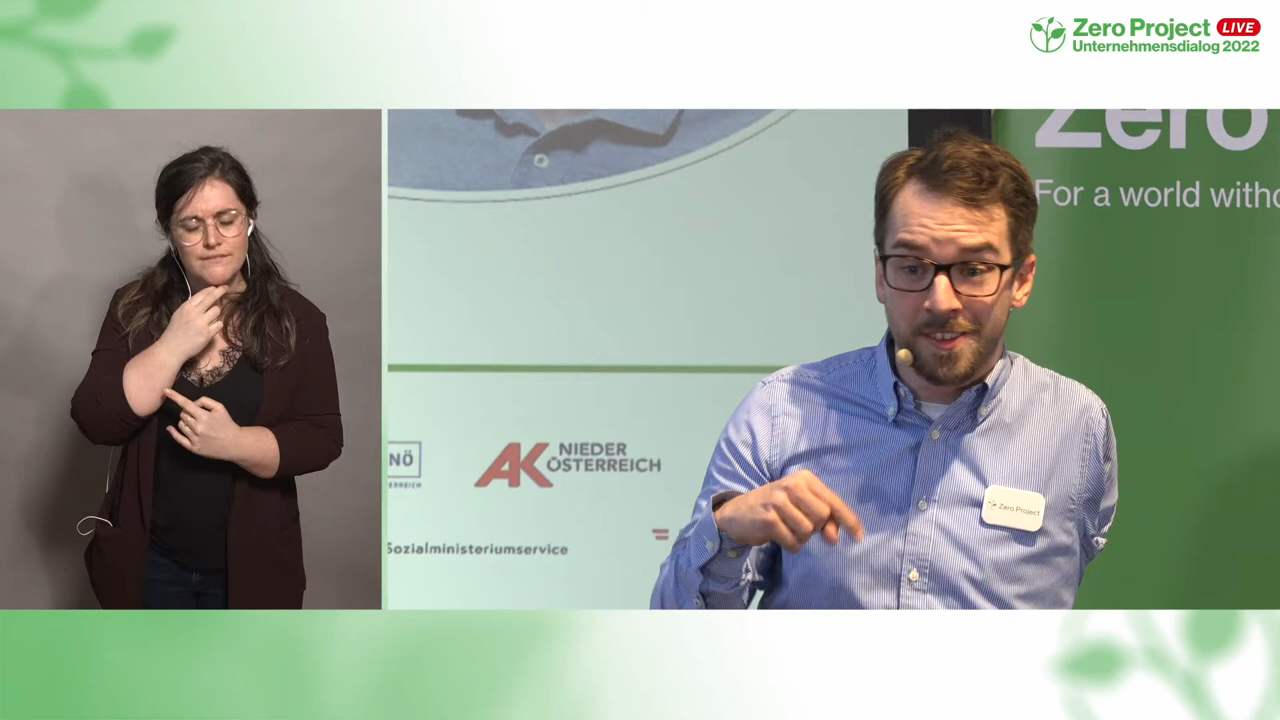 Zero Project LIVE
Unternehmensdialog 2022
Zero
For a world witho
NÖ
AK NIEDER
ÖSTERREICH
Sozialministeriumservice
Zero Project